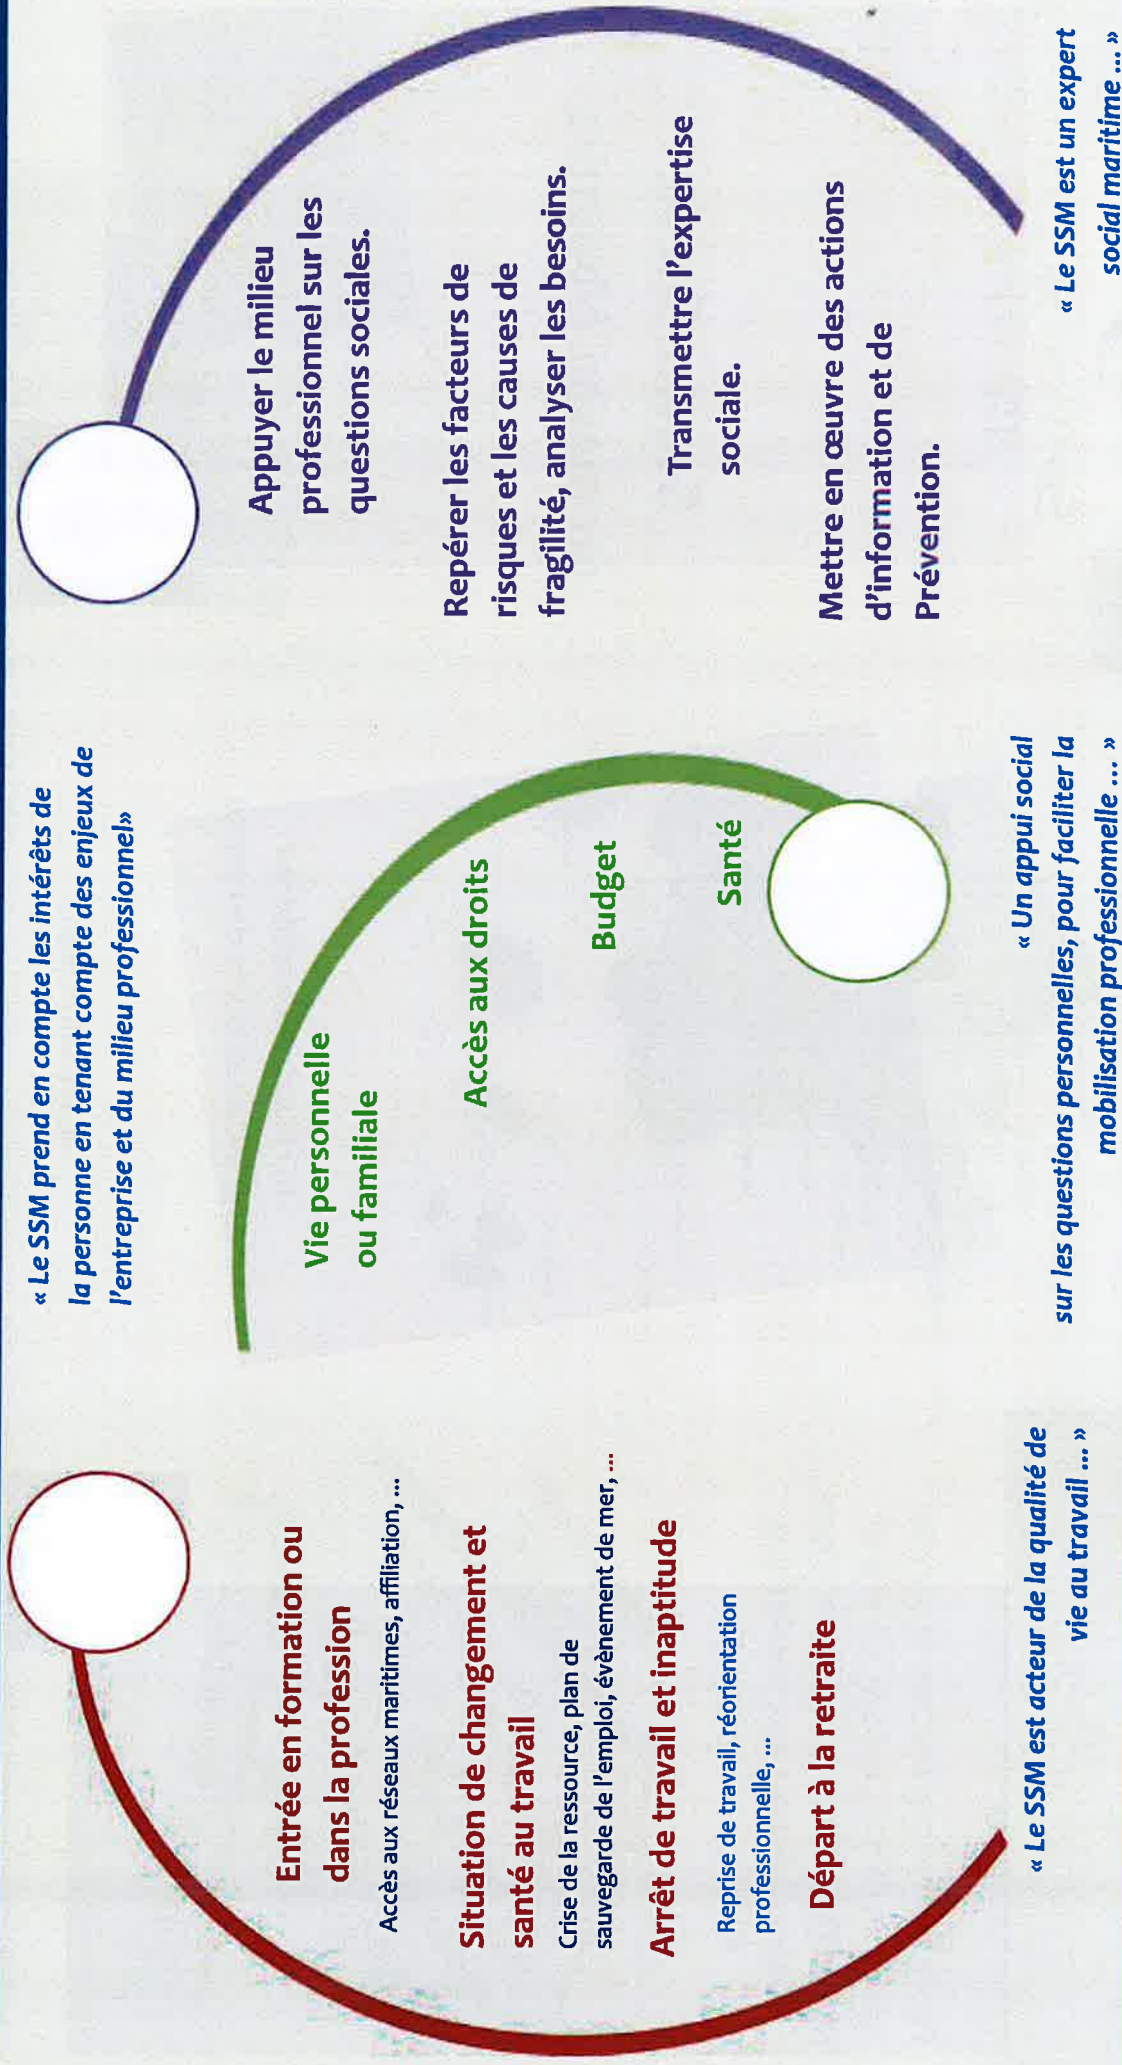 Entrée en formation ou
dans la profession
Accès aux réseaux maritimes, affiliation, ...
Situation de changement et
santé au travail
Crise de la ressource, plan de
sauvegarde de l'emploi, évènement de mer, ...
Arrêt de travail et inaptitude
Reprise de travail, réorientation
professionnelle, ...
Départ à la retraite
« Le SSM est acteur de la qualité de
vie au travail ... »
« Le SSM prend en compte les intérêts de
la personne en tenant compte des enjeux de
l'entreprise et du milieu professionnel»
Vie personnelle
ou familiale
Accès aux droits
Budget
Santé
« Un appui social
sur les questions personnelles, pour faciliter la
mobilisation professionnelle ... »
Appuyer le milieu
professionnel sur les
questions sociales.
Repérer les facteurs de
risques et les causes de
fragilité, analyser les besoins.
Transmettre l'expertise
sociale.
Mettre en œuvre des actions
d'information et de
Prévention.
« Le SSM est un expert
social maritime ... »